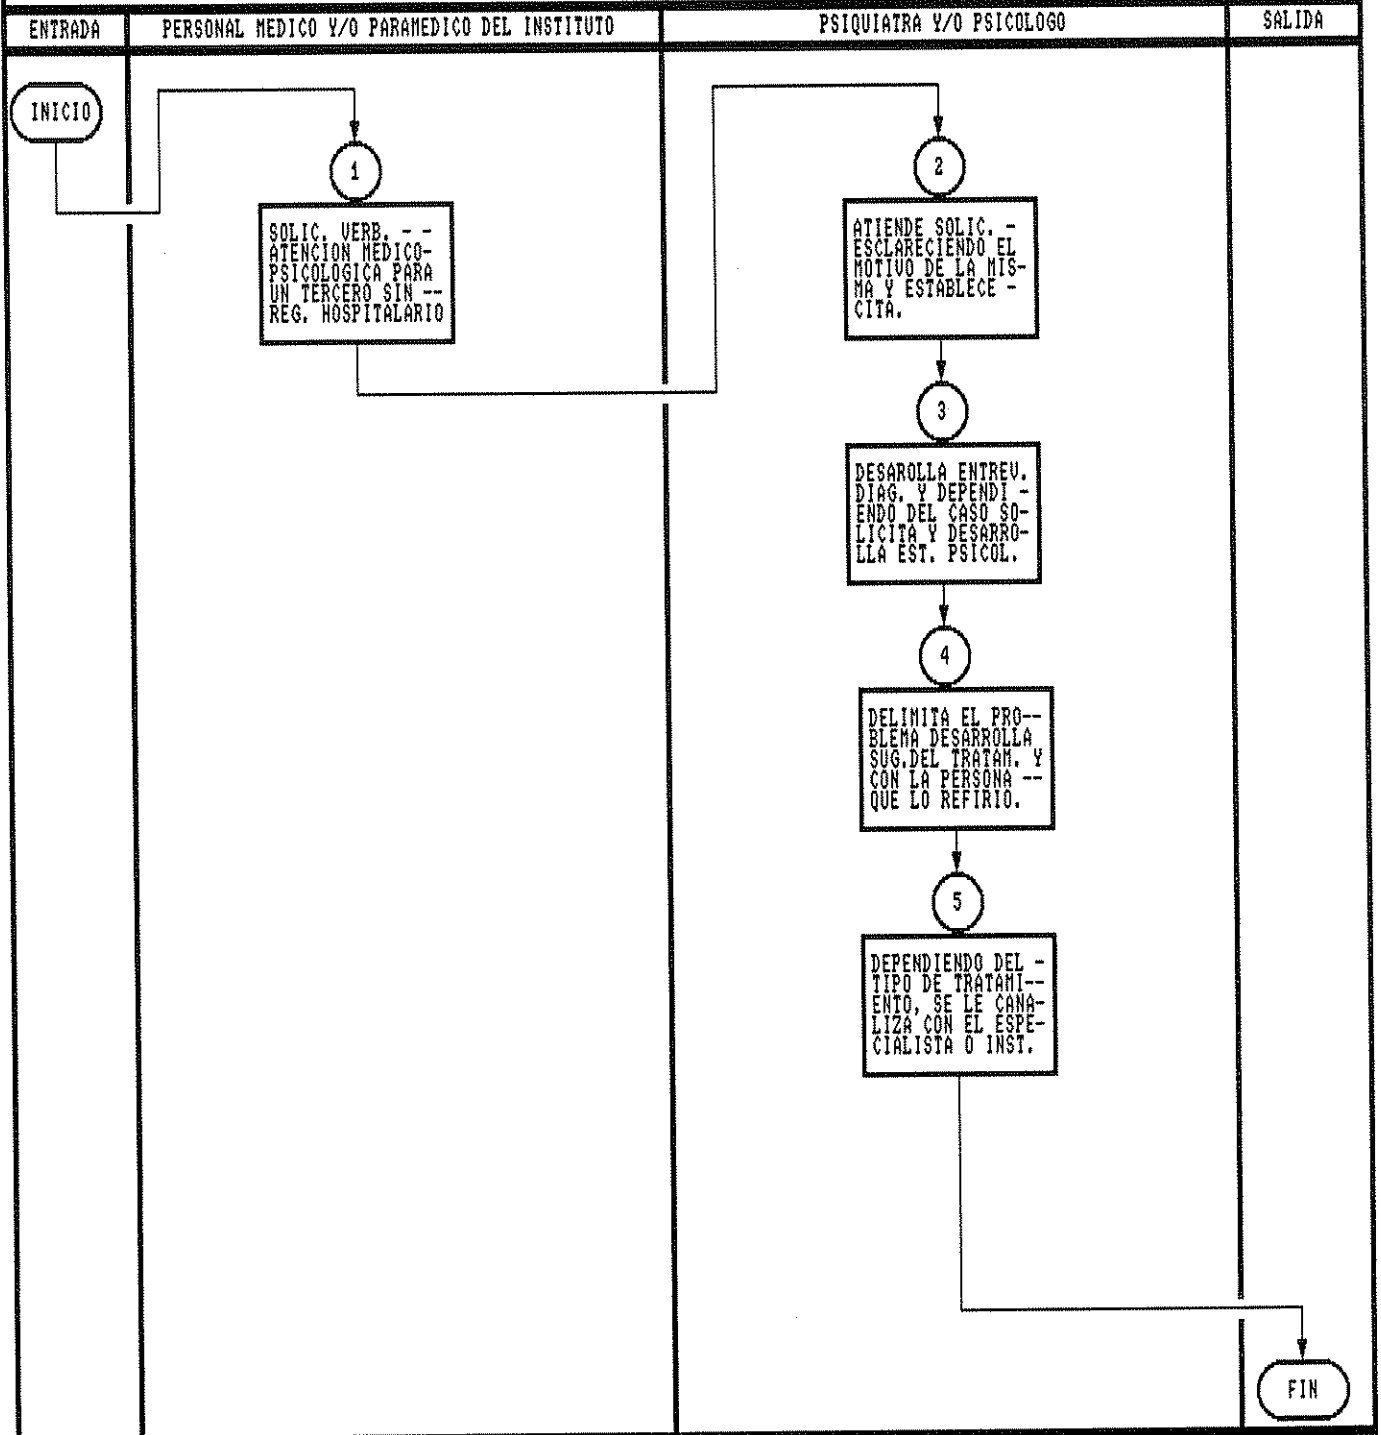 ENTRADA
PERSONAL MEDICO Y/O PARAMEDICO DEL INSTITUTO
PSIQUIATRA Y/O PSICOLOGO
SALIDA
INICIO
1
SOLIC. VERB. - -
ATENCION MEDICO-
PSICOLOGICA PARA
UN TERCERO SIN --
REG. HOSPITALARIO
2
ATIENDE SOLIC. -
ESCLARECIENDO EL
MOTIVO DE LA MIS-
MA Y ESTABLECE -
CITA.
3
DESAROLLA ENTREV.
DIAG. Y DEPENDI -
ENDO DEL CASO SO-
LICITA Y DESARRO-
LLA EST. PSICOL.
4
DELIMITA EL PRO--
BLEMA DESARROLLA
SUG.DEL TRATAM. Y
CON LA PERSONA --
QUE LO REFIRIO.
5
DEPENDIENDO DEL -
TIPO DE TRATAMI--
ENTO, SE LE CANA-
LIZA CON EL ESPE-
CIALISTA O INST.
FIN